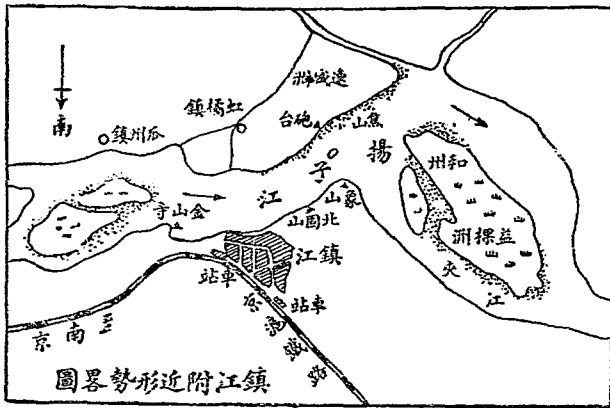 南
瓜州鎮
虹橋鎮
砲台
焦山
揚子江
和州
夾江
象山
北固山
金山寺
鎮江
車站
車站
京滬鐵路
至南京
鎮江附近形勢畧圖